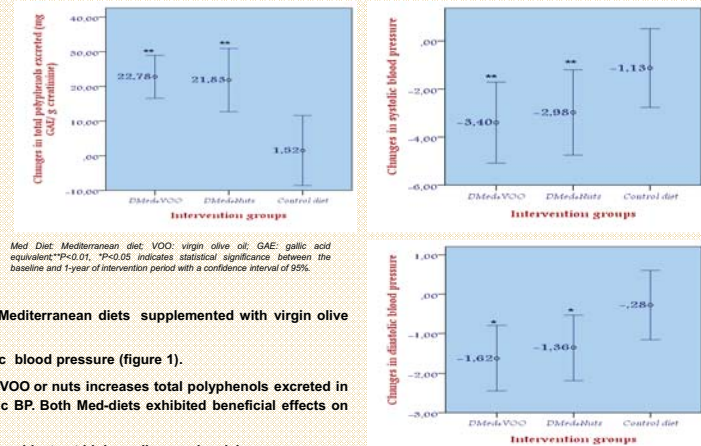 Changes in total polyphenols excreted (mg
GAE/ g creatinine)
40,00
30,00
20,00
10,00
,00
-10,00
**
22,78
**
21,83
1,52
DMed+VOO DMed+Nuts Control diet
Intervention groups
Med Diet: Mediterranean diet; VOO: virgin olive oil; GAE: gallic acid
equivalent;**P<0.01, *P<0.05 indicates statistical significance between the
baseline and 1-year of intervention period with a confidence interval of 95%.
Mediterranean diets supplemented with virgin olive
c blood pressure (figure 1).
VOO or nuts increases total polyphenols excreted in
c BP. Both Med-diets exhibited beneficial effects on
Changes in systolic blood pressure
,00
-2,00
-4,00
-6,00
**
-3,40
**
-2,98
-1,13
DMed+VOO DMed+Nuts Control diet
Intervention groups
Changes in diastolic blood pressure
1,00
,00
-1,00
-2,00
-3,00
*
-1,62
*
-1,36
-,28
DMed+VOO DMed+Nuts Control diet
Intervention groups